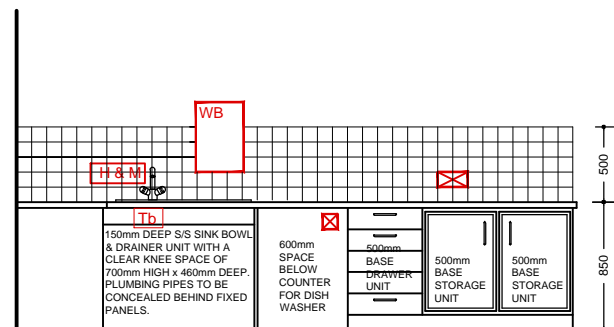 WB
H & M
Tb
150mm DEEP S/S SINK BOWL
& DRAINER UNIT WITH A
CLEAR KNEE SPACE OF
700mm HIGH x 460mm DEEP.
PLUMBING PIPES TO BE
CONCEALED BEHIND FIXED
PANELS.
600mm
SPACE
BELOW
COUNTER
FOR DISH
WASHER
500mm
BASE
DRAWER
UNIT
500mm
BASE
STORAGE
UNIT
500mm
BASE
STORAGE
UNIT
500
850